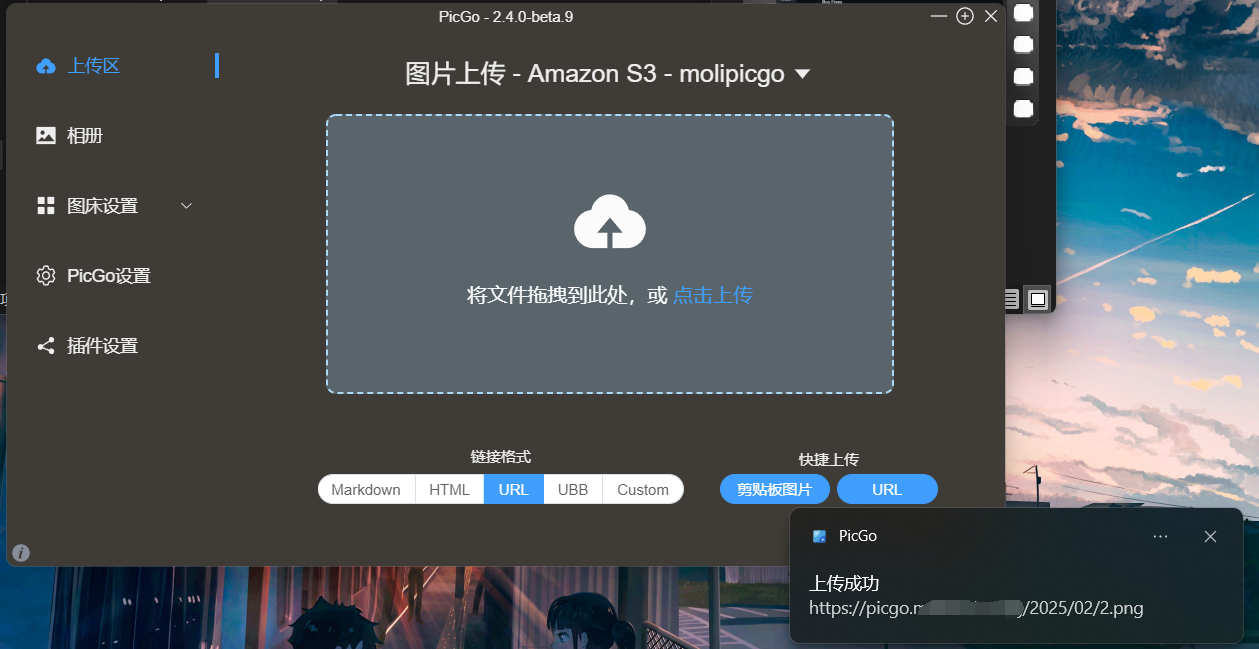 PicGo - 2.4.0-beta.9
上传区
相册
图床设置
PicGo设置
插件设置
图片上传 - Amazon S3 - molipicgo
将文件拖拽到此处，或 点击上传
链接格式
Markdown HTML URL UBB Custom
快捷上传
剪贴板图片 URL
PicGo
上传成功
https://picgo. /2025/02/2.png